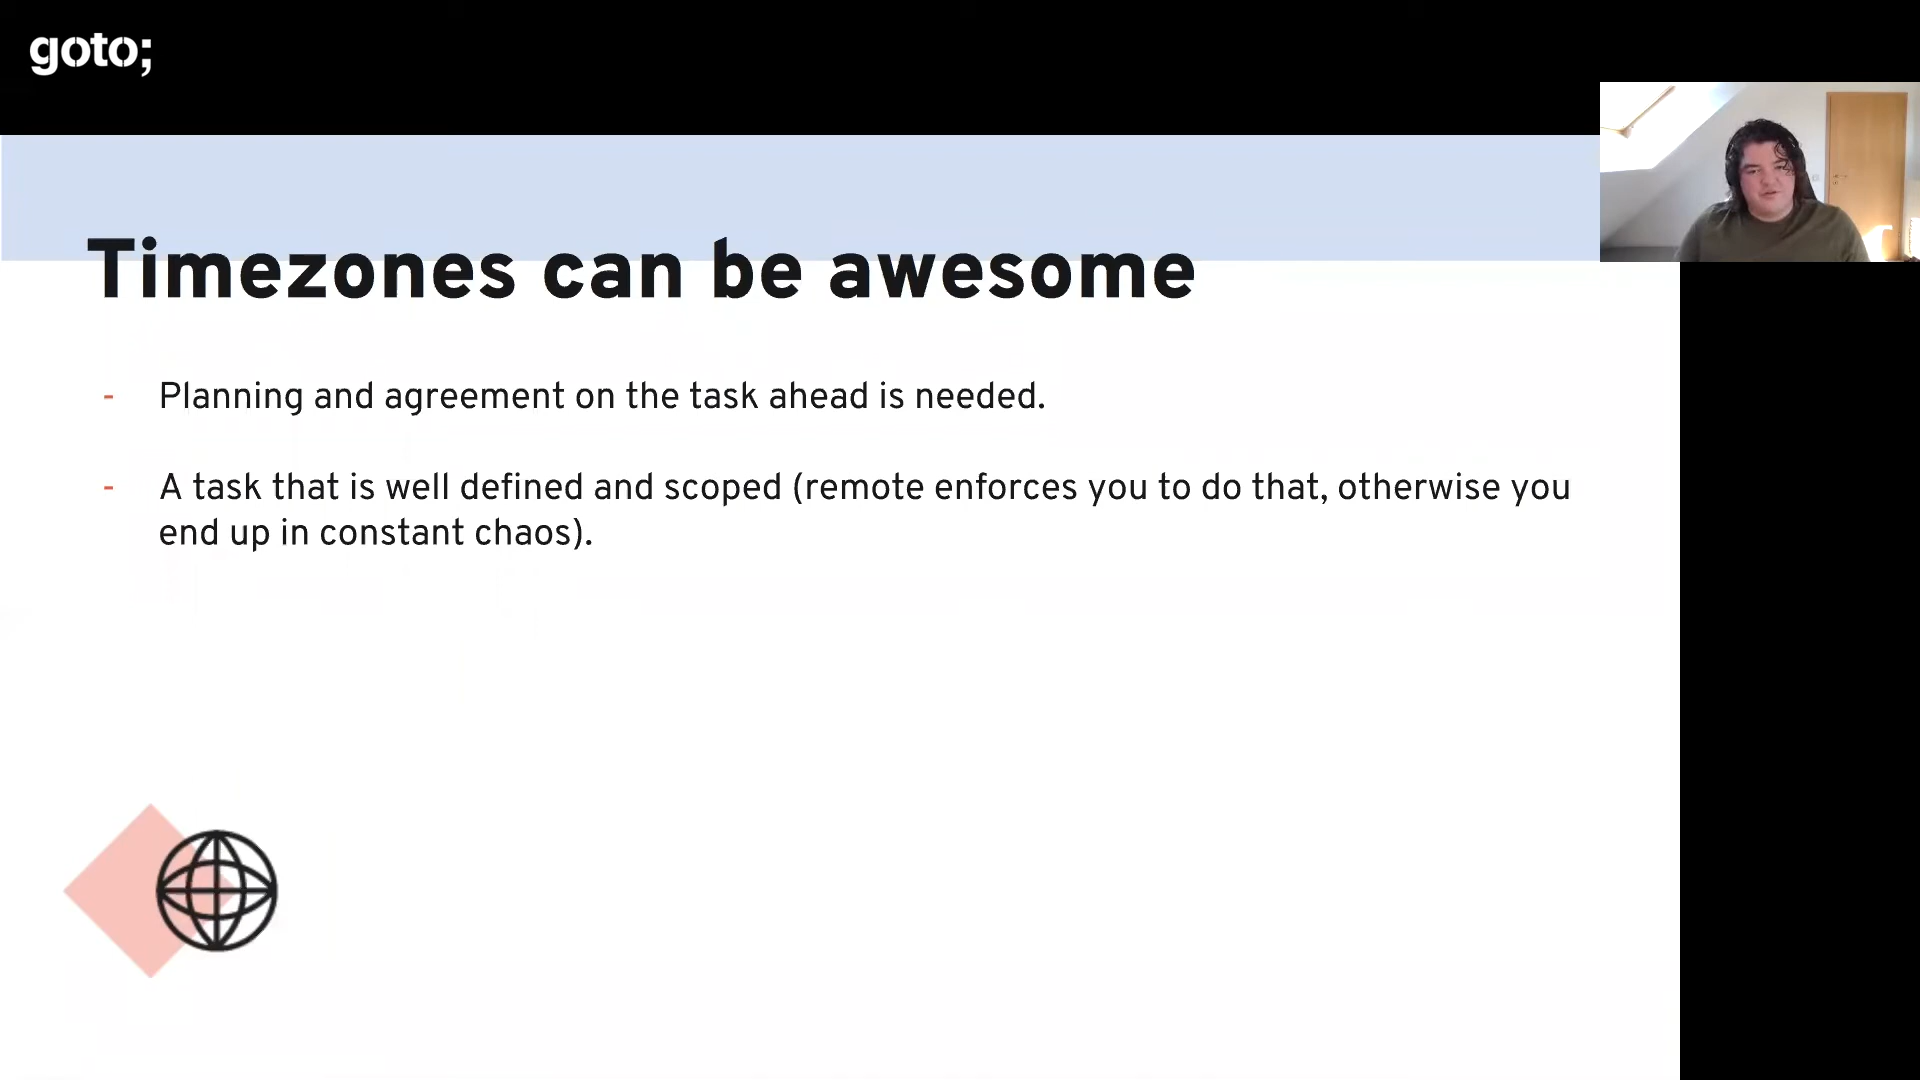 goto;
Timezones can be awesome
- Planning and agreement on the task ahead is needed.
- A task that is well defined and scoped (remote enforces you to do that, otherwise you
end up in constant chaos).